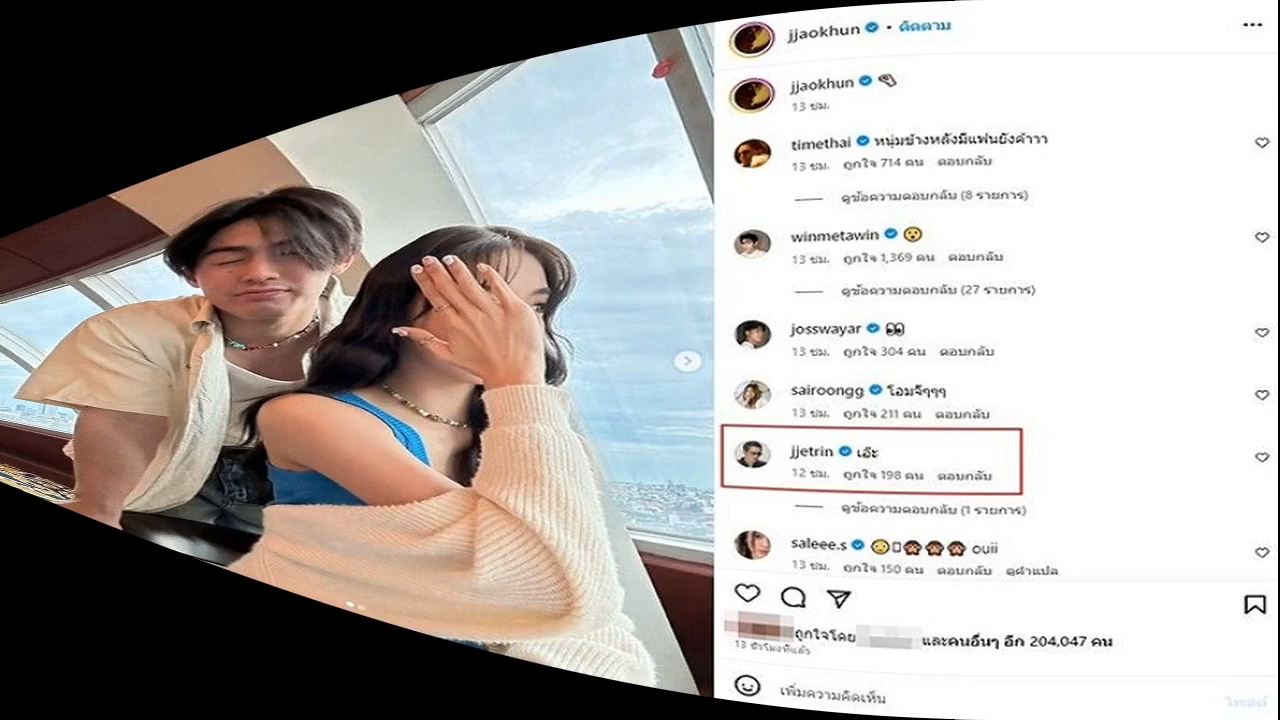 jjaokhun • ติดตาม
jjaokhun
13 ชม.
timethai หนุ่มข้างหลังมีแฟนยังค้าาา
13 ชม. ถูกใจ 714 คน ตอบกลับ
ดูข้อความตอบกลับ (8 รายการ)
winmetawin 😮
13 ชม. ถูกใจ 1,369 คน ตอบกลับ
ดูข้อความตอบกลับ (27 รายการ)
josswayar 👀
13 ชม. ถูกใจ 304 คน ตอบกลับ
sairoongg โอมจีๆๆๆ
13 ชม. ถูกใจ 211 คน ตอบกลับ
jjetrin เอ๊ะ
12 ชม. ถูกใจ 198 คน ตอบกลับ
ดูข้อความตอบกลับ (1 รายการ)
saleee.s 🙈🙈🙈 ouii
13 ชม. ถูกใจ 150 คน ตอบกลับ ดูคำแปล
ถูกใจโดย และคนอื่นๆ อีก 204,047 คน
13 ชั่วโมงที่แล้ว
เพิ่มความคิดเห็น
โพสต์